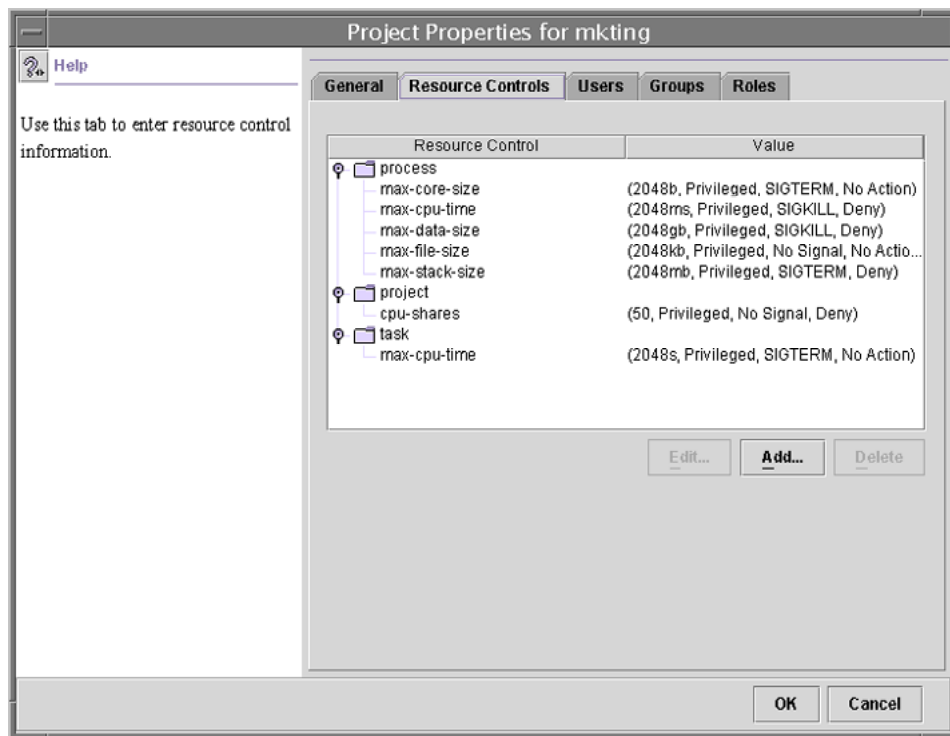 Project Properties for mkting
Help
Use this tab to enter resource control
information.
General Resource Controls Users Groups Roles
Resource Control Value
process
max-core-size (2048b, Privileged, SIGTERM, No Action)
max-cpu-time (2048ms, Privileged, SIGKILL, Deny)
max-data-size (2048gb, Privileged, SIGKILL, Deny)
max-file-size (2048kb, Privileged, No Signal, No Actio...
max-stack-size (2048mb, Privileged, SIGTERM, Deny)
project
cpu-shares (50, Privileged, No Signal, Deny)
task
max-cpu-time (2048s, Privileged, SIGTERM, No Action)
Edit... Add... Delete
OK Cancel